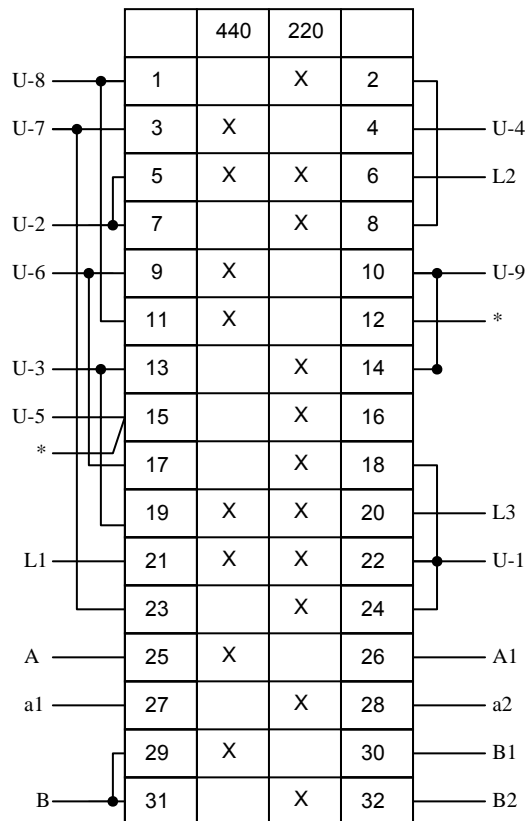 440 220
U-8 1 X 2
U-7 3 X 4 U-4
5 X X 6 L2
U-2 7 X 8
U-6 9 X 10 U-9
11 X 12 *
U-3 13 X 14
U-5 15 X 16
*
17 X 18
19 X X 20 L3
L1 21 X X 22 U-1
23 X 24
A 25 X 26 A1
a1 27 X 28 a2
29 X 30 B1
B 31 X 32 B2